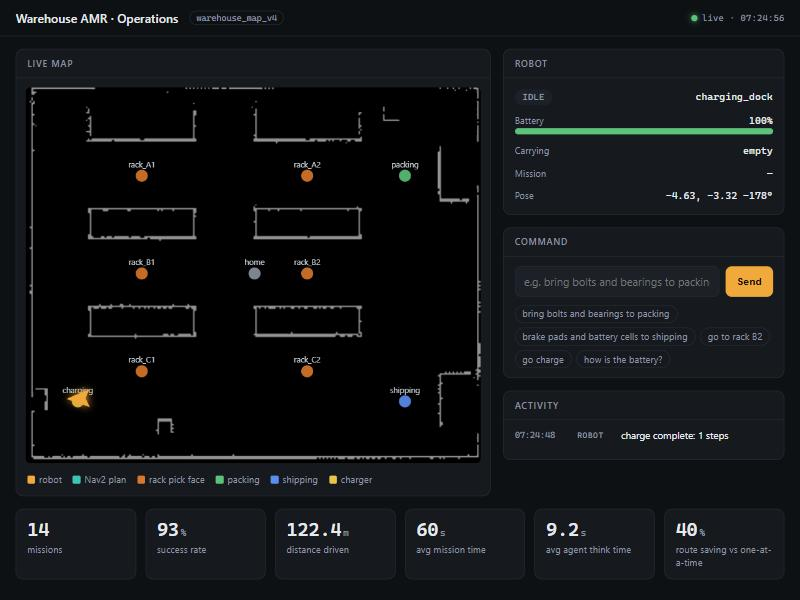 Warehouse AMR · Operations
warehouse_map_v4
live · 07:24:56
LIVE MAP
rack_A1
rack_A2
packing
rack_B1
home
rack_B2
rack_C1
rack_C2
charging
shipping
robot
Nav2 plan
rack pick face
packing
shipping
charger
ROBOT
IDLE
charging_dock
Battery
100%
Carrying
empty
Mission
—
Pose
-4.63, -3.32 -178°
COMMAND
e.g. bring bolts and bearings to packin
Send
bring bolts and bearings to packing
brake pads and battery cells to shipping
go to rack B2
go charge
how is the battery?
ACTIVITY
07:24:48 ROBOT charge complete: 1 steps
14
missions
93%
success rate
122.4m
distance driven
60s
avg mission time
9.2s
avg agent think time
40%
route saving vs one-at-
a-time